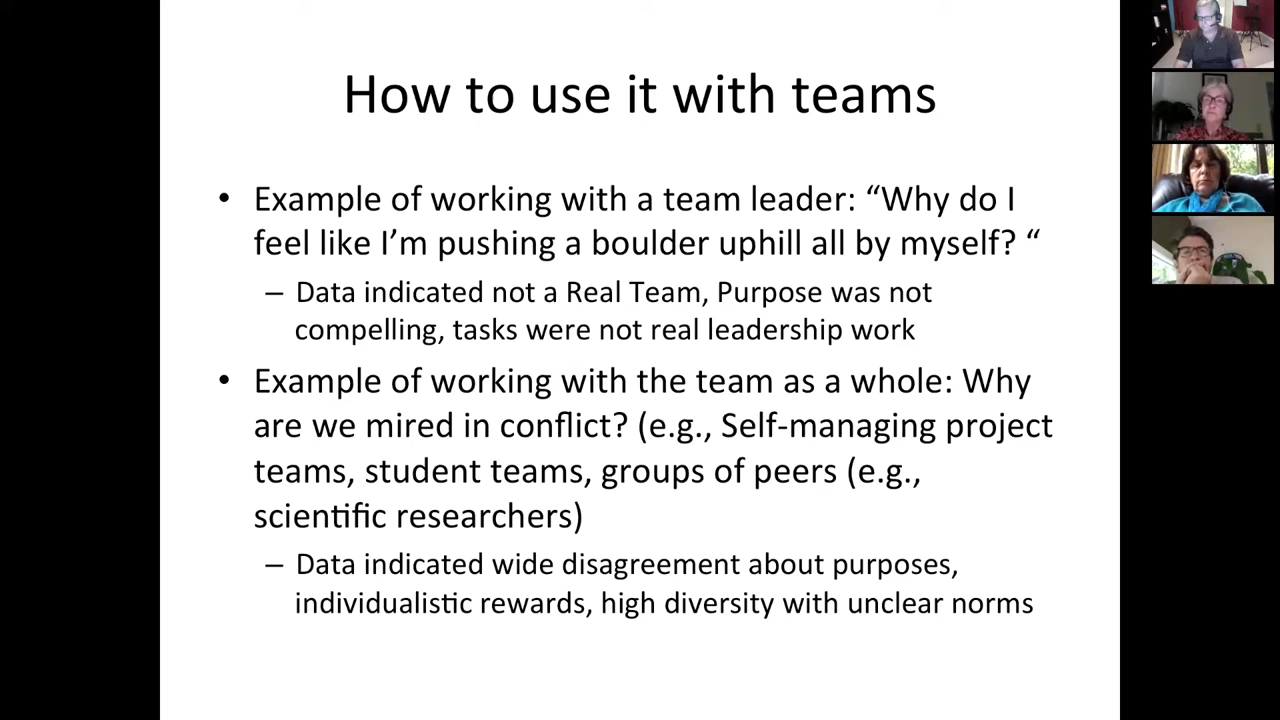 How to use it with teams
• Example of working with a team leader: “Why do I
feel like I’m pushing a boulder uphill all by myself? “
– Data indicated not a Real Team, Purpose was not
compelling, tasks were not real leadership work
• Example of working with the team as a whole: Why
are we mired in conflict? (e.g., Self-managing project
teams, student teams, groups of peers (e.g.,
scientific researchers)
– Data indicated wide disagreement about purposes,
individualistic rewards, high diversity with unclear norms